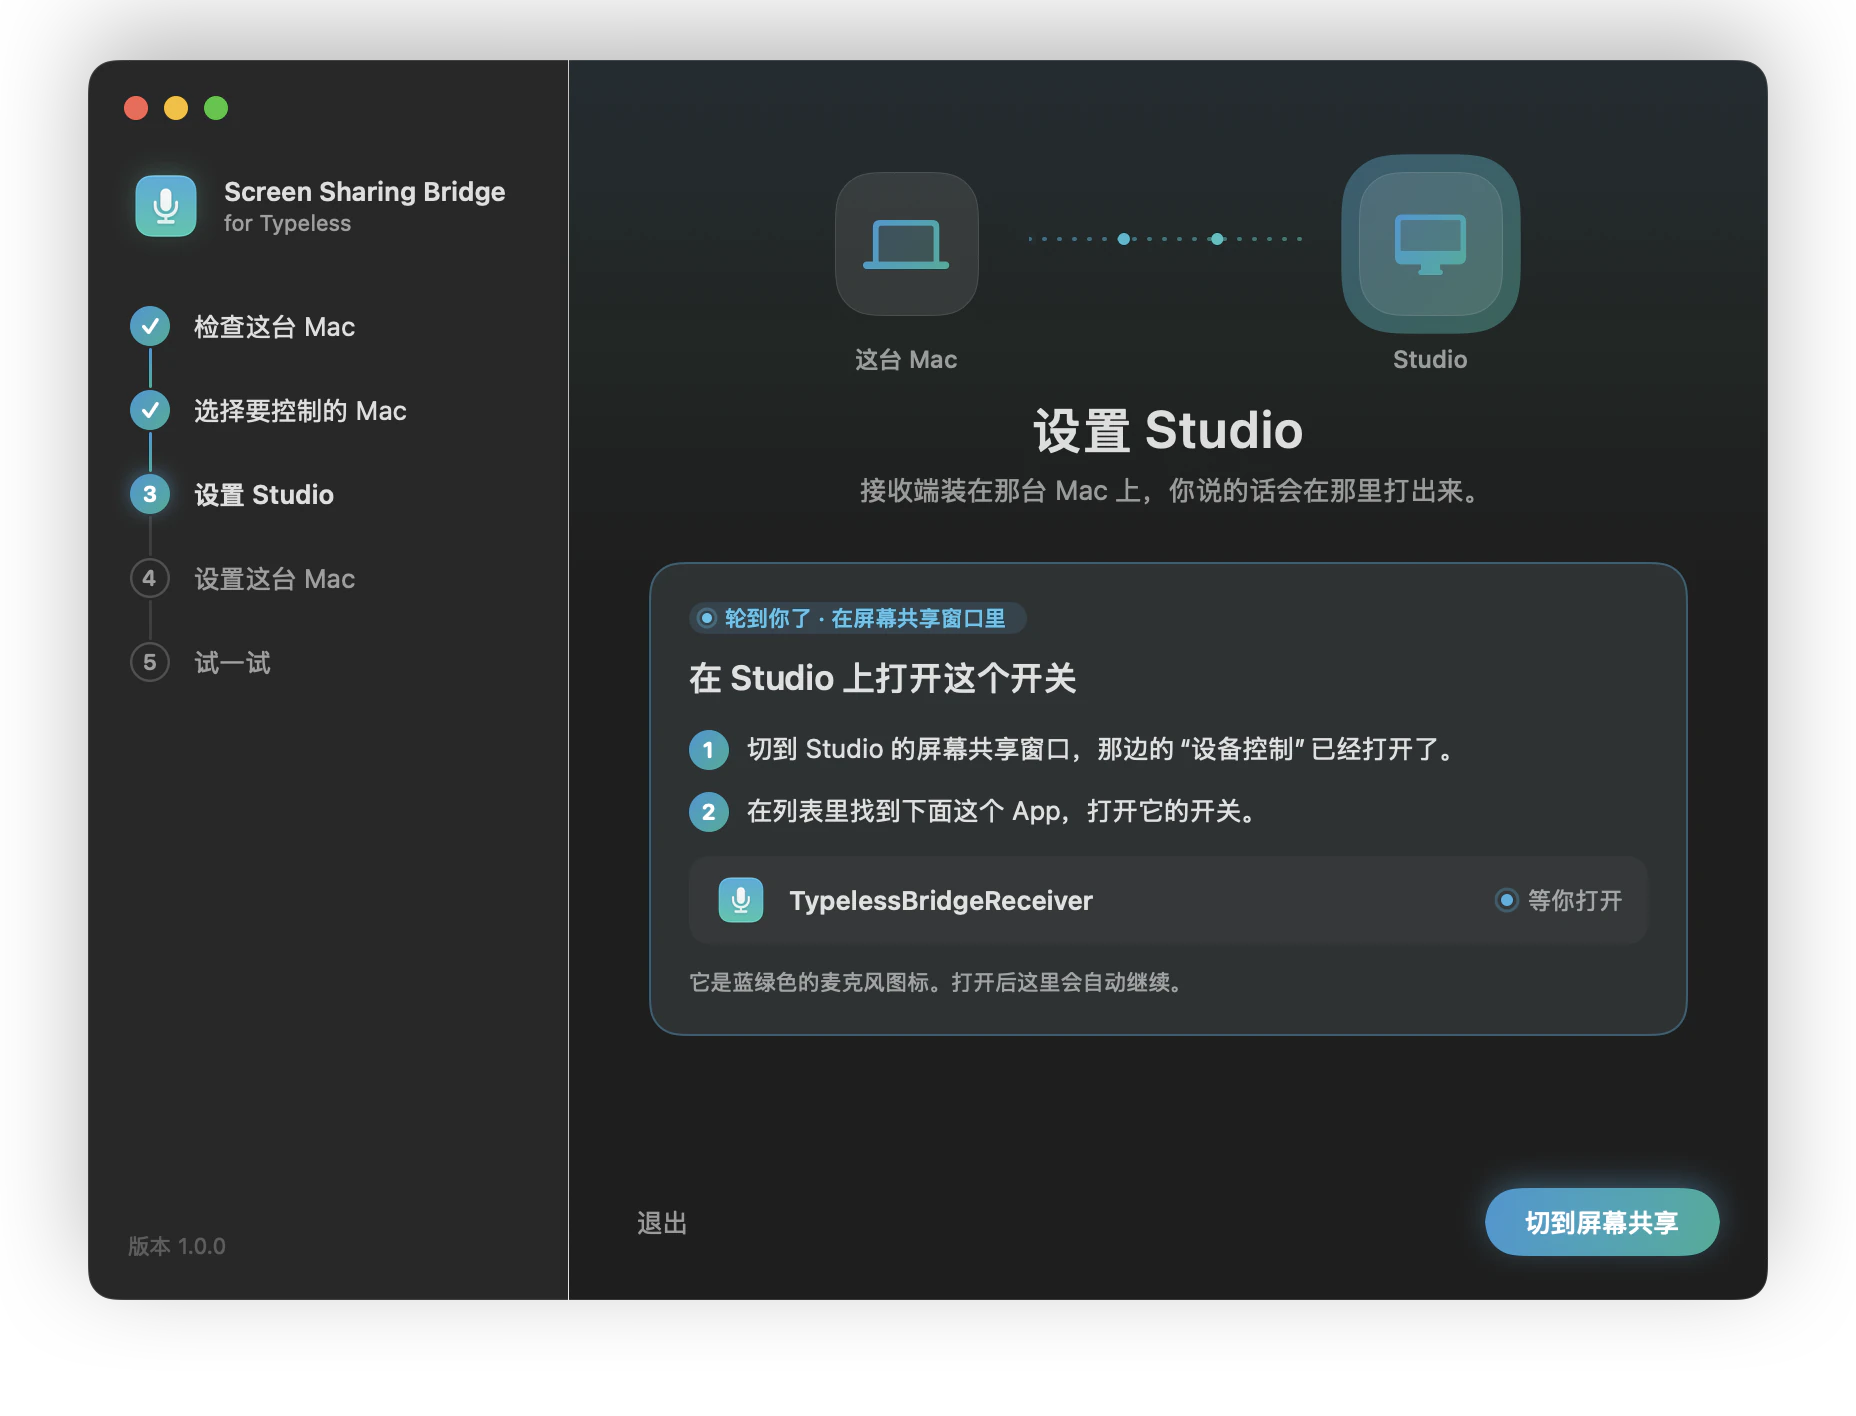 Screen Sharing Bridge
for Typeless
检查这台 Mac
选择要控制的 Mac
3 设置 Studio
4 设置这台 Mac
5 试一试
版本 1.0.0
这台 Mac
Studio
设置 Studio
接收端装在那台 Mac 上，你说的话会在那里打出来。
轮到你了 · 在屏幕共享窗口里
在 Studio 上打开这个开关
1 切到 Studio 的屏幕共享窗口，那边的 “设备控制” 已经打开了。
2 在列表里找到下面这个 App，打开它的开关。
TypelessBridgeReceiver
等你打开
它是蓝绿色的麦克风图标。打开后这里会自动继续。
退出
切到屏幕共享